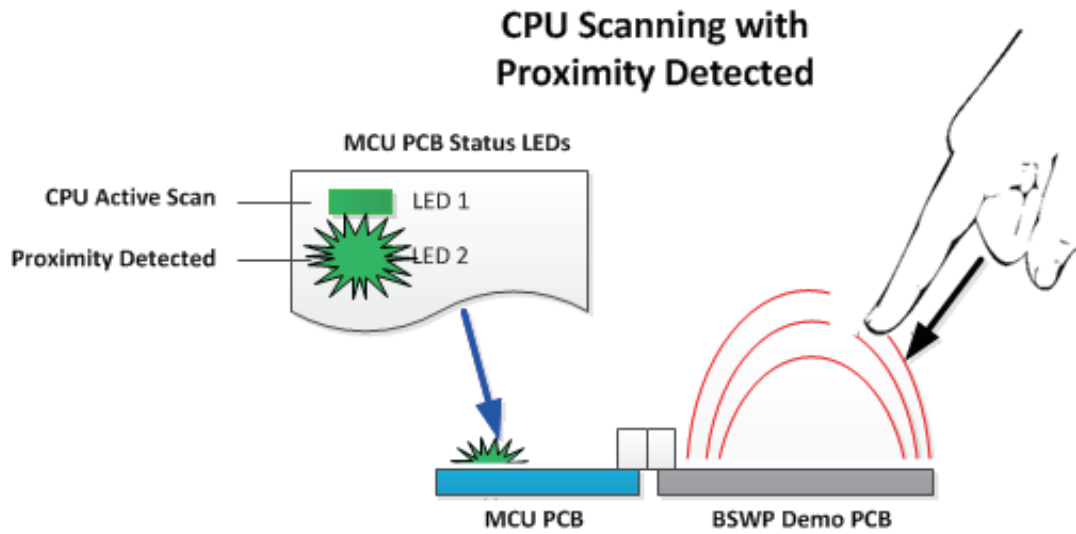 CPU Scanning with
Proximity Detected
MCU PCB Status LEDs
CPU Active Scan
LED 1
Proximity Detected
LED 2
MCU PCB
BSWP Demo PCB